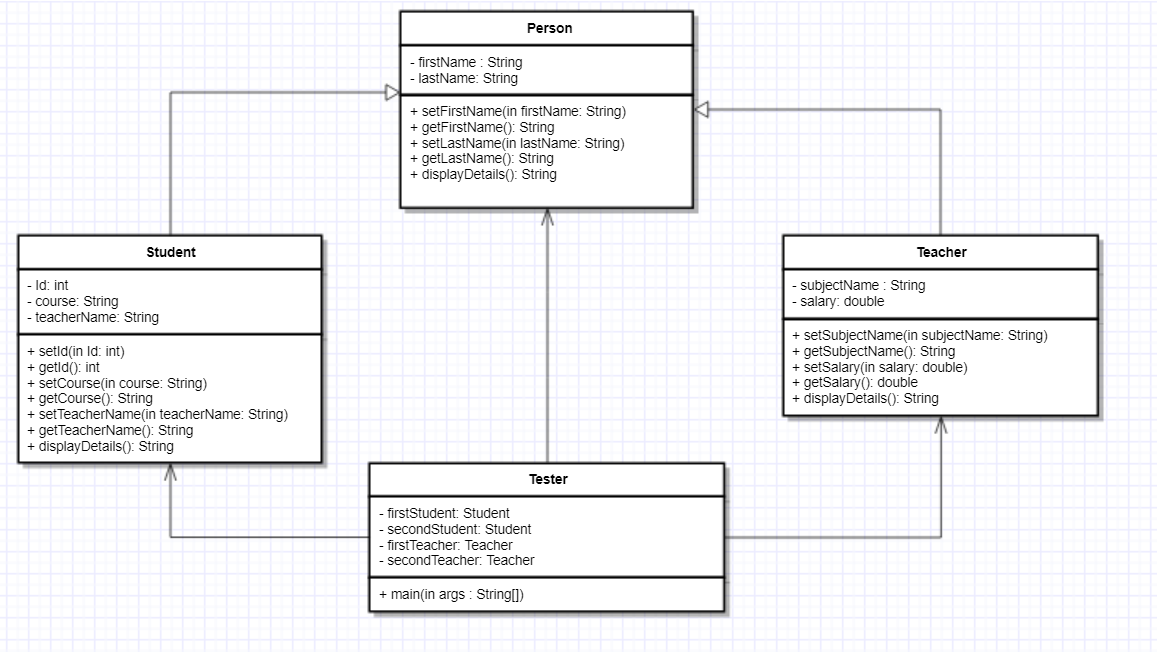 Person
- firstName : String
- lastName: String
+ setFirstName(in firstName: String)
+ getFirstName(): String
+ setLastName(in lastName: String)
+ getLastName(): String
+ displayDetails(): String
Student
- Id: int
- course: String
- teacherName: String
+ setId(in Id: int)
+ getId(): int
+ setCourse(in course: String)
+ getCourse(): String
+ setTeacherName(in teacherName: String)
+ getTeacherName(): String
+ displayDetails(): String
Teacher
- subjectName : String
- salary: double
+ setSubjectName(in subjectName: String)
+ getSubjectName(): String
+ setSalary(in salary: double)
+ getSalary(): double
+ displayDetails(): String
Tester
- firstStudent: Student
- secondStudent: Student
- firstTeacher: Teacher
- secondTeacher: Teacher
+ main(in args : String[])